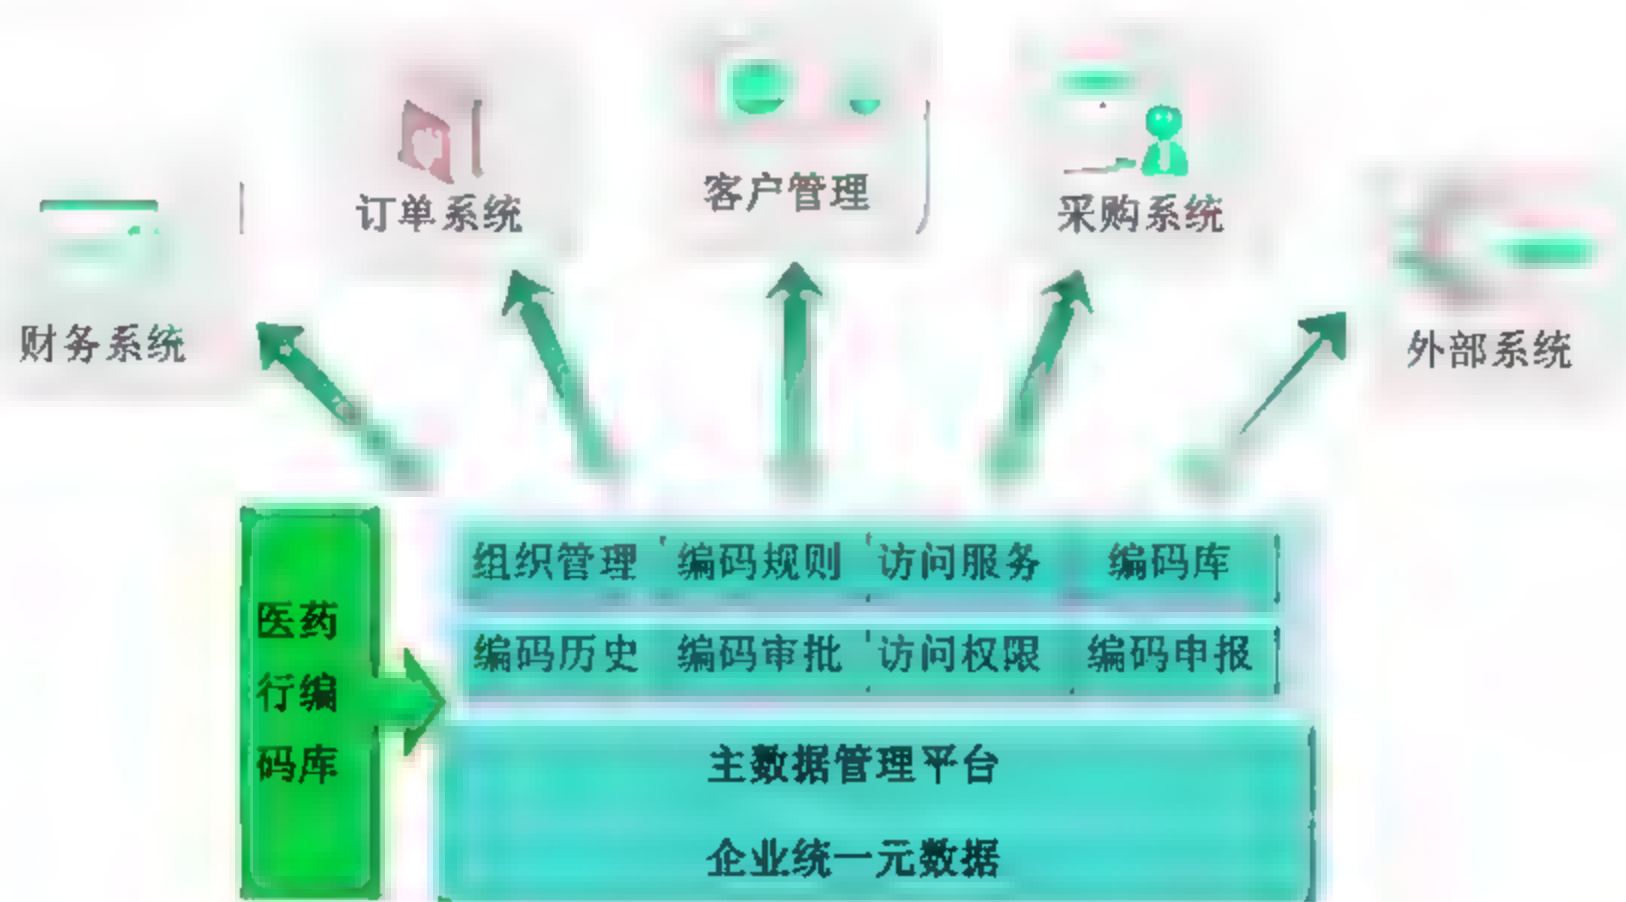 客户管理
订单系统
采购系统
财务系统
外部系统
组织管理 编码规则 访问服务 编码库
编码历史 编码审批 访问权限 编码申报
医药
行编
码库
主数据管理平台
企业统一元数据